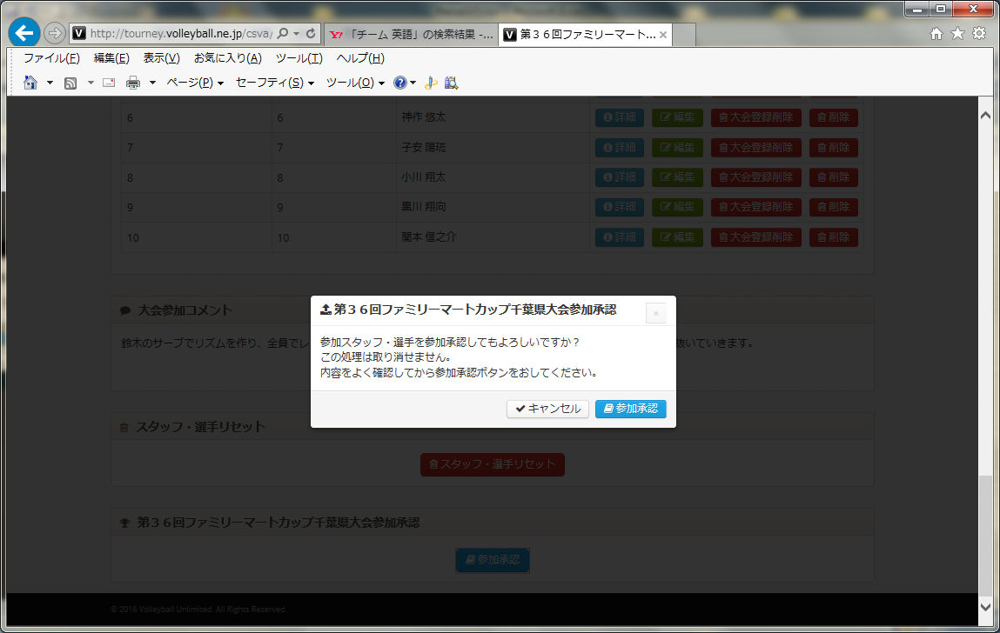 http://tourney.volleyball.ne.jp/csva/
「チーム 英語」の検索結果 -...
第３６回ファミリーマート...
ファイル(F) 編集(E) 表示(V) お気に入り(A) ツール(T) ヘルプ(H)
ページ(P) セーフティ(S) ツール(O)
6 6 神作 悠太 詳細 編集 大会登録削除 削除
7 7 子安 陽琉 詳細 編集 大会登録削除 削除
8 8 小川 翔太 詳細 編集 大会登録削除 削除
9 9 黒川 翔向 詳細 編集 大会登録削除 削除
10 10 関本 信之介 詳細 編集 大会登録削除 削除
大会参加コメント
鈴木のサーブでリズムを作り、全員でレ
抜いていきます。
第３６回ファミリーマートカップ千葉県大会参加承認
参加スタッフ・選手を参加承認してもよろしいですか？
この処理は取り消せません。
内容をよく確認してから参加承認ボタンをおしてください。
キャンセル 参加承認
スタッフ・選手リセット
スタッフ・選手リセット
第３６回ファミリーマートカップ千葉県大会参加承認
参加承認
© 2016 Volleyball Unlimited. All Rights Reserved.